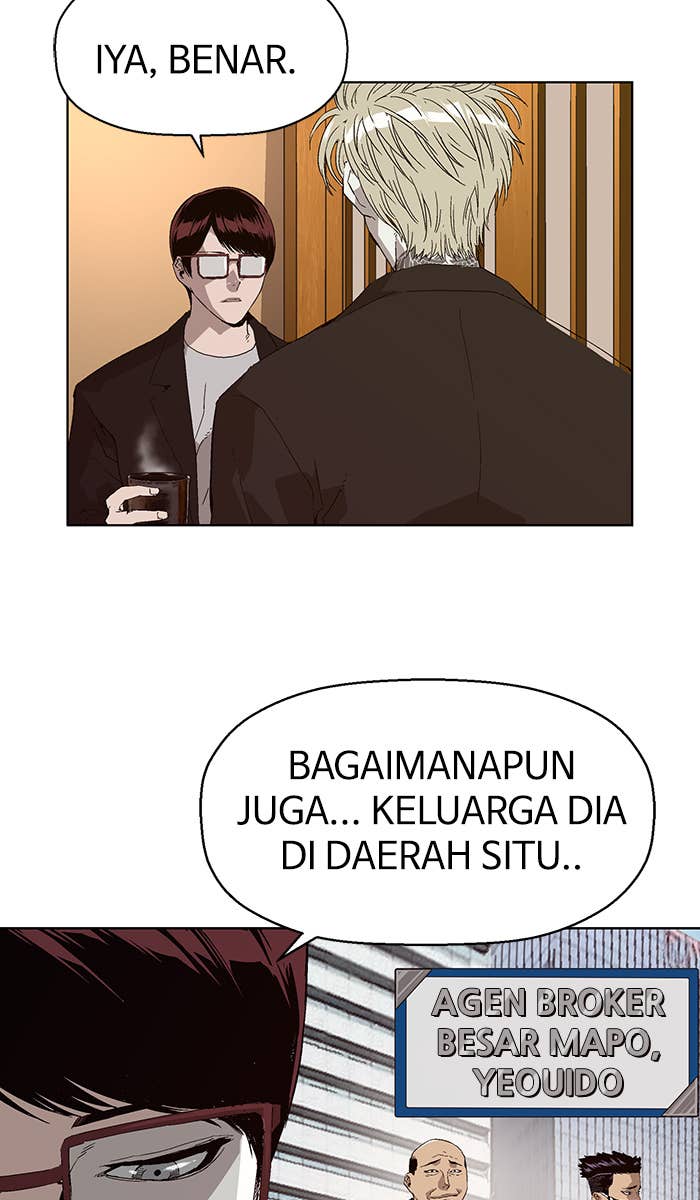 IYA, BENAR.
BAGAIMANAPUN
JUGA... KELUARGA DIA
DI DAERAH SITU..
AGEN BROKER
BESAR MAPO,
YEOUIDO